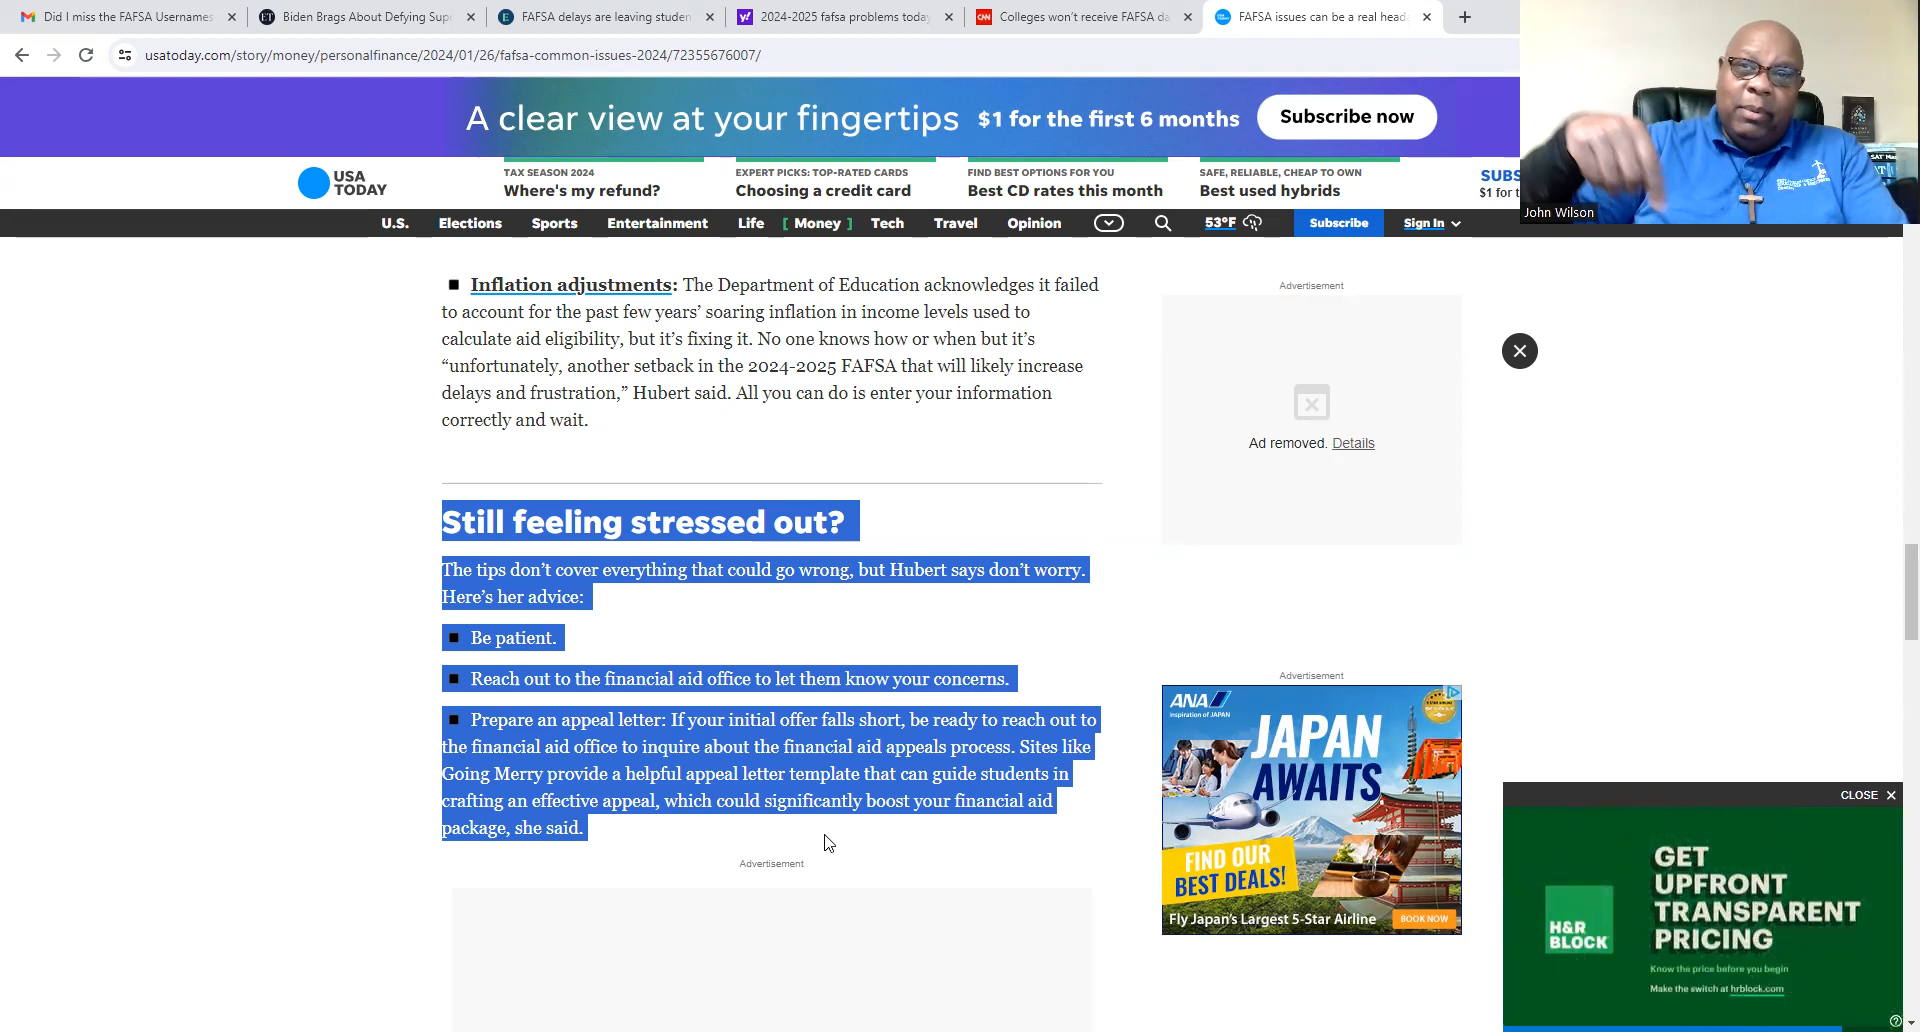 Did I miss the FAFSA Usernames
Biden Brags About Defying Sup
FAFSA delays are leaving studen
2024-2025 fafsa problems today
Colleges won't receive FAFSA da
FAFSA issues can be a real head
usatoday.com/story/money/personalfinance/2024/01/26/fafsa-common-issues-2024/72355676007/
A clear view at your fingertips $1 for the first 6 months Subscribe now
USA
TODAY
TAX SEASON 2024
Where's my refund?
EXPERT PICKS: TOP-RATED CARDS
Choosing a credit card
FIND BEST OPTIONS FOR YOU
Best CD rates this month
SAFE, RELIABLE, CHEAP TO OWN
Best used hybrids
SUBS
$1 for t
U.S. Elections Sports Entertainment Life [ Money ] Tech Travel Opinion 53°F Subscribe Sign In
John Wilson
■ Inflation adjustments: The Department of Education acknowledges it failed
to account for the past few years’ soaring inflation in income levels used to
calculate aid eligibility, but it’s fixing it. No one knows how or when but it’s
“unfortunately, another setback in the 2024-2025 FAFSA that will likely increase
delays and frustration,” Hubert said. All you can do is enter your information
correctly and wait.
Still feeling stressed out?
The tips don’t cover everything that could go wrong, but Hubert says don’t worry.
Here’s her advice:
■ Be patient.
■ Reach out to the financial aid office to let them know your concerns.
■ Prepare an appeal letter: If your initial offer falls short, be ready to reach out to
the financial aid office to inquire about the financial aid appeals process. Sites like
Going Merry provide a helpful appeal letter template that can guide students in
crafting an effective appeal, which could significantly boost your financial aid
package, she said.
Advertisement
Advertisement
Ad removed. Details
Advertisement
ANA
Inspiration of JAPAN
JAPAN
AWAITS
FIND OUR
BEST DEALS!
Fly Japan's Largest 5-Star Airline
BOOK NOW
CLOSE
H&R
BLOCK
GET
UPFRONT
TRANSPARENT
PRICING
Know the price before you begin
Make the switch at hrblock.com